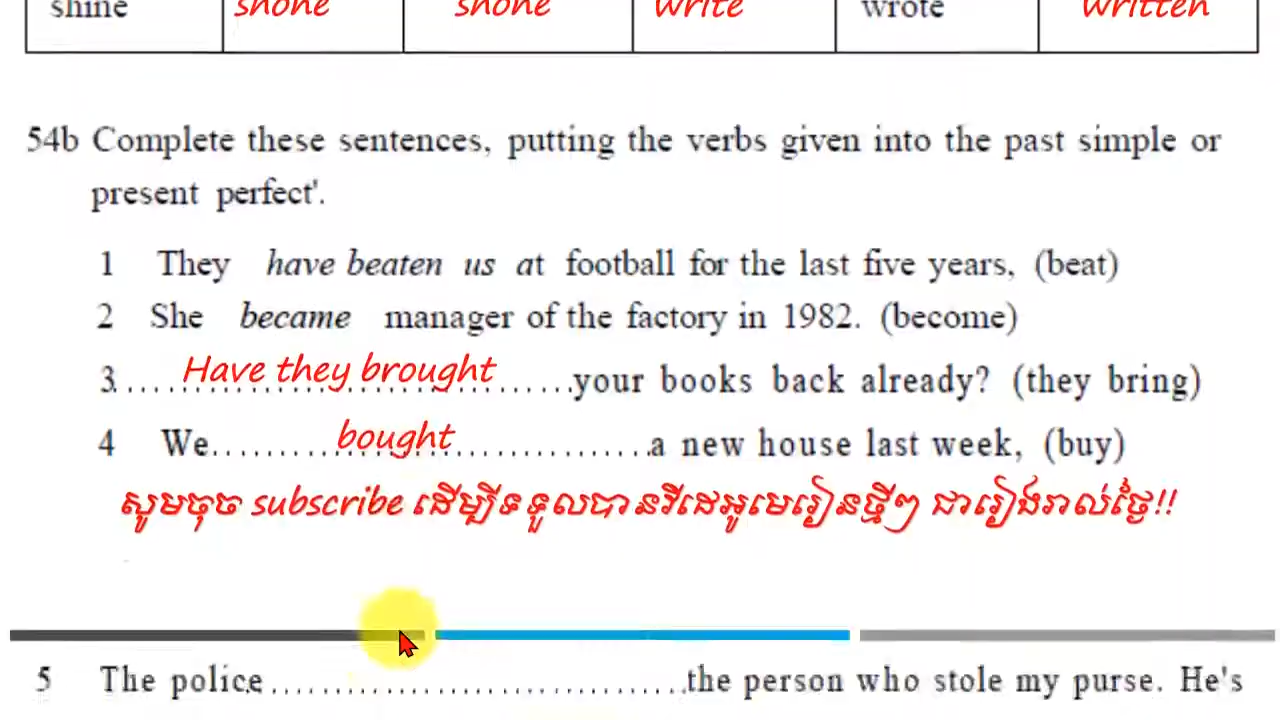 shine shone shone write wrote written
54b Complete these sentences, putting the verbs given into the past simple or
present perfect'.
1 They have beaten us at football for the last five years, (beat)
2 She became manager of the factory in 1982. (become)
3 Have they brought your books back already? (they bring)
4 We bought a new house last week, (buy)
សូមចុច subscribe ដើម្បីទទួលបានវីដេអូមេរៀនថ្មីៗ ជារៀងរាល់ថ្ងៃ!!
5 The police the person who stole my purse. He's